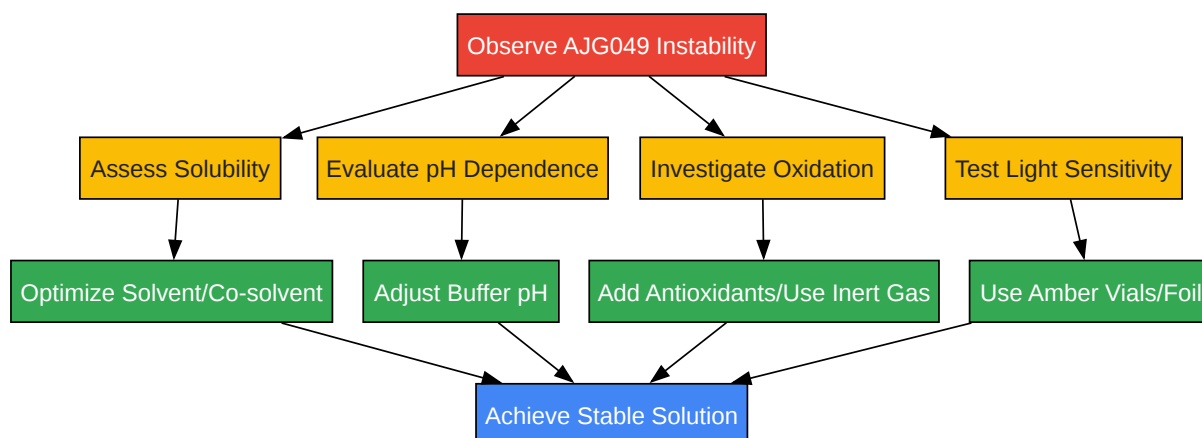 Observe AJG049 Instability
Assess Solubility
Evaluate pH Dependence
Investigate Oxidation
Test Light Sensitivity
Optimize Solvent/Co-solvent
Adjust Buffer pH
Add Antioxidants/Use Inert Gas
Use Amber Vials/Foil
Achieve Stable Solution